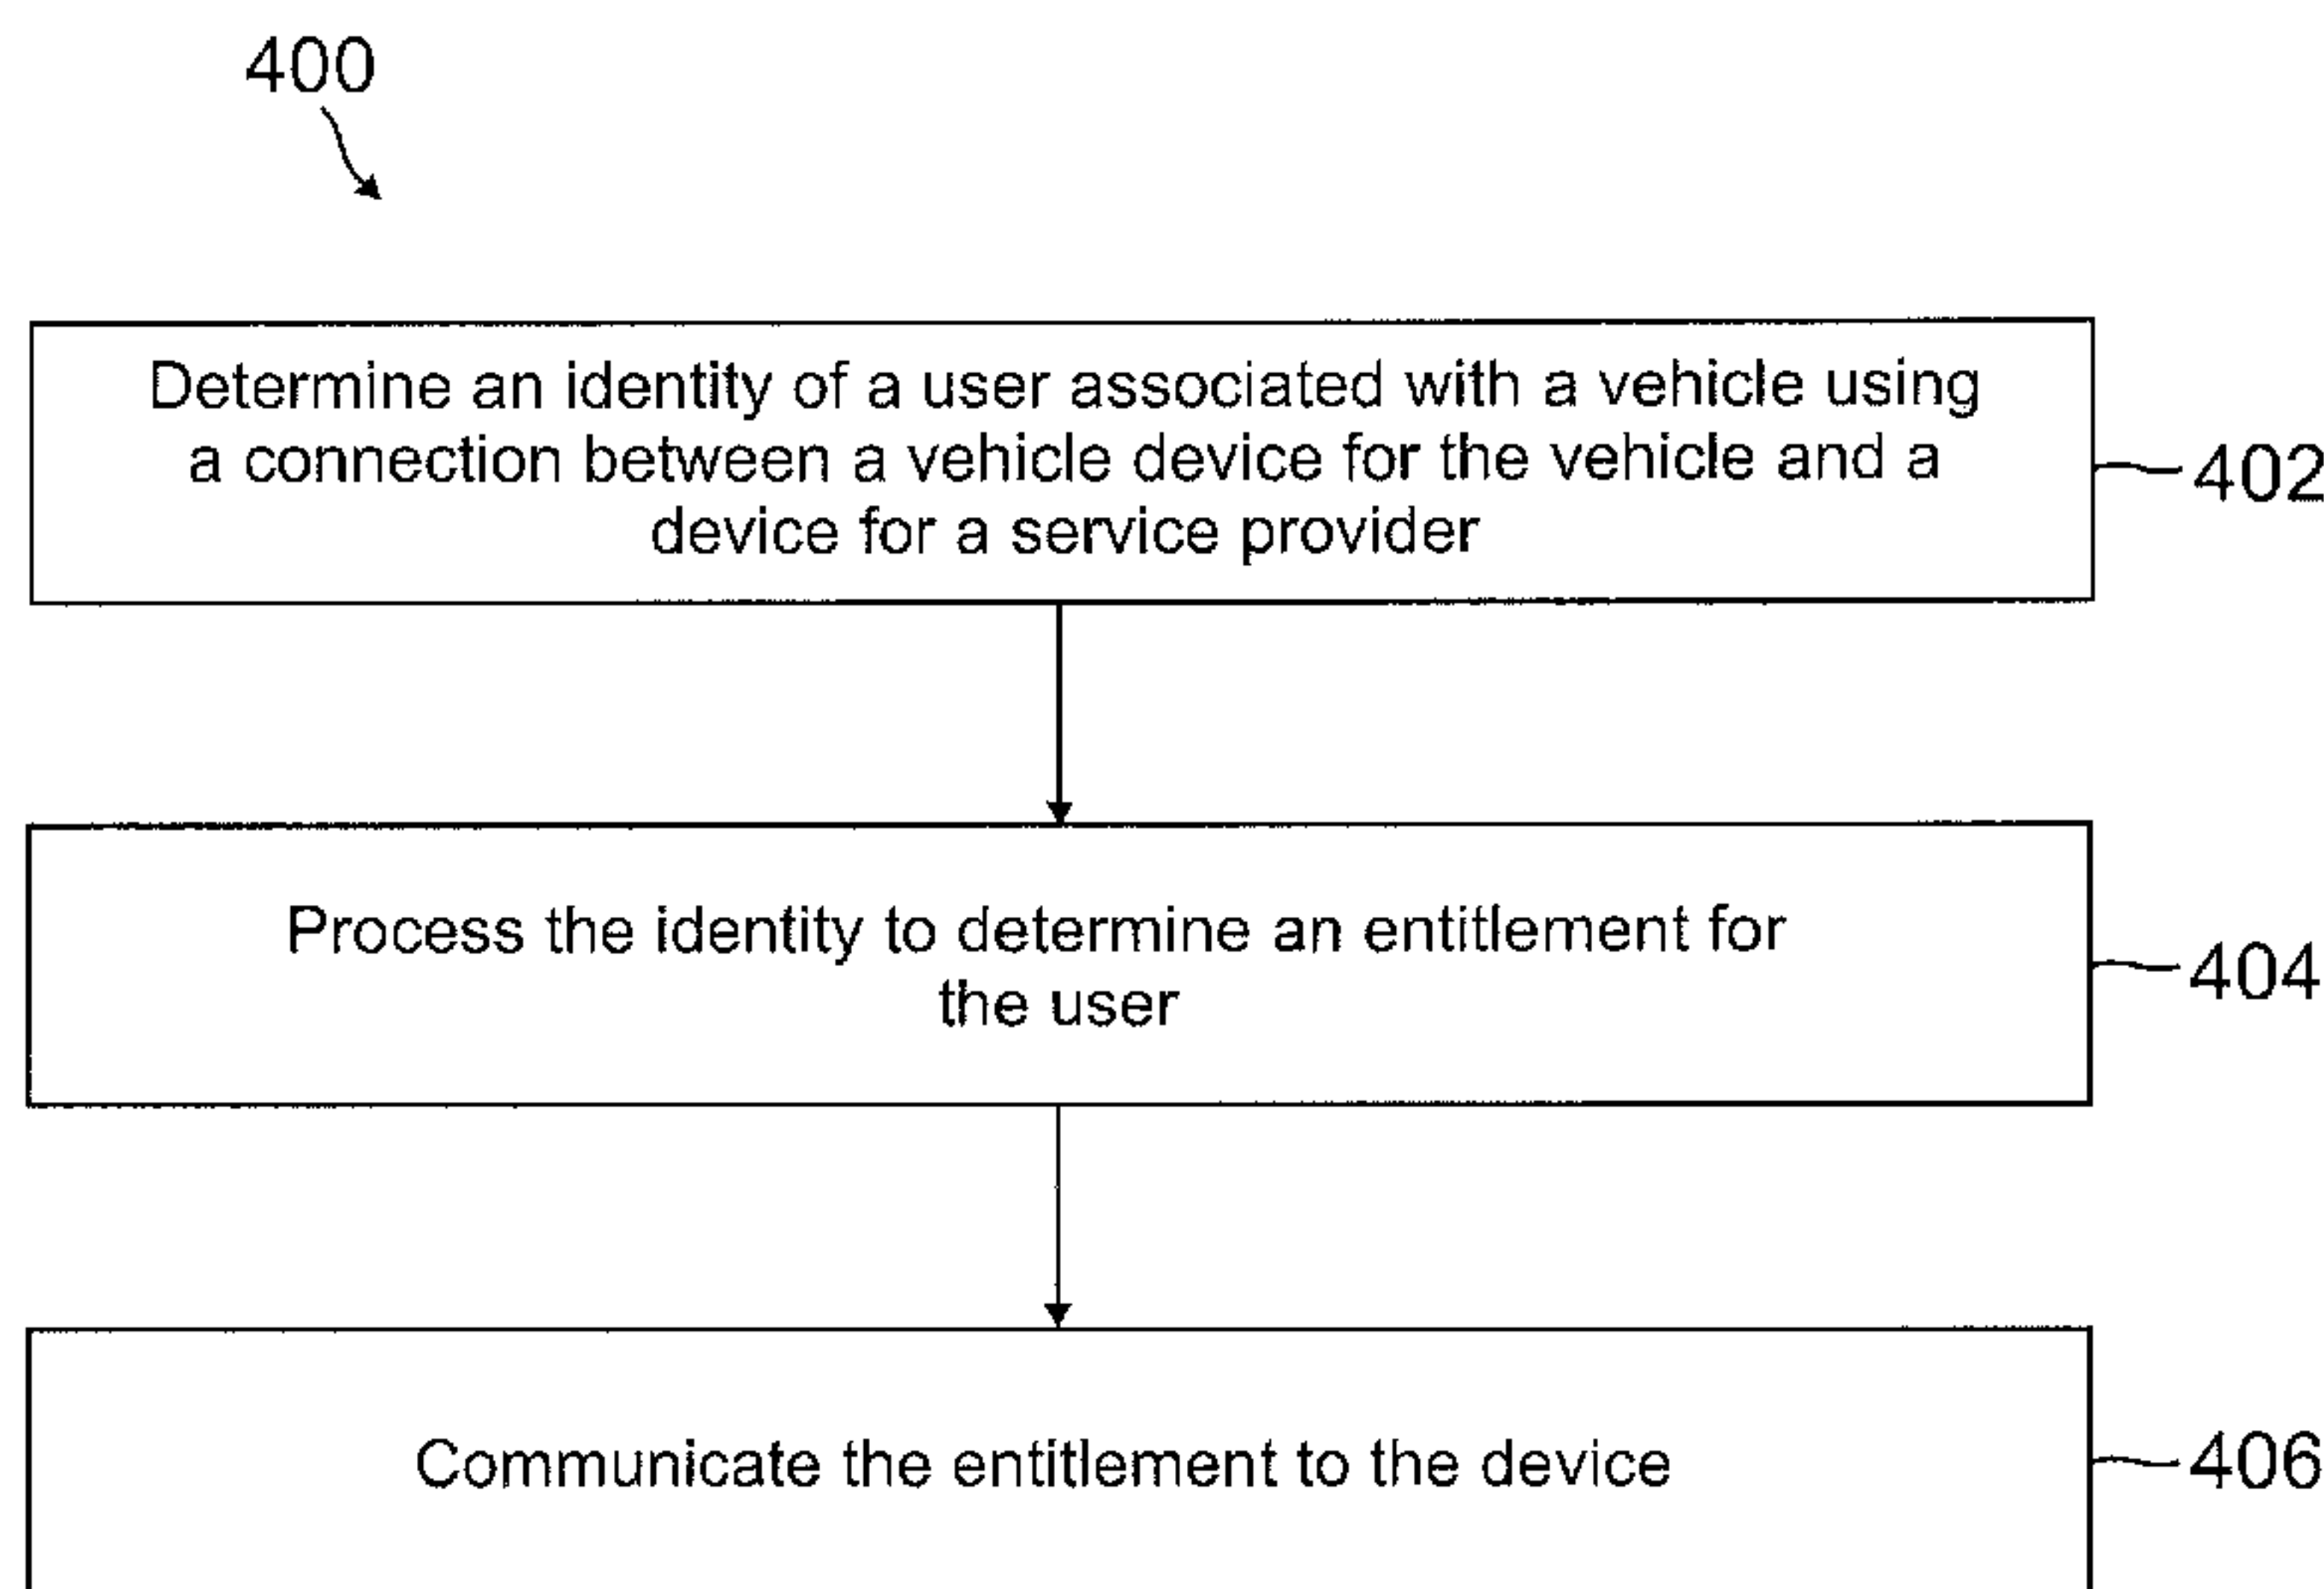 400
Determine an identity of a user associated with a vehicle using
a connection between a vehicle device for the vehicle and a
device for a service provider
402
Process the identity to determine an entitlement for
the user
404
Communicate the entitlement to the device
406